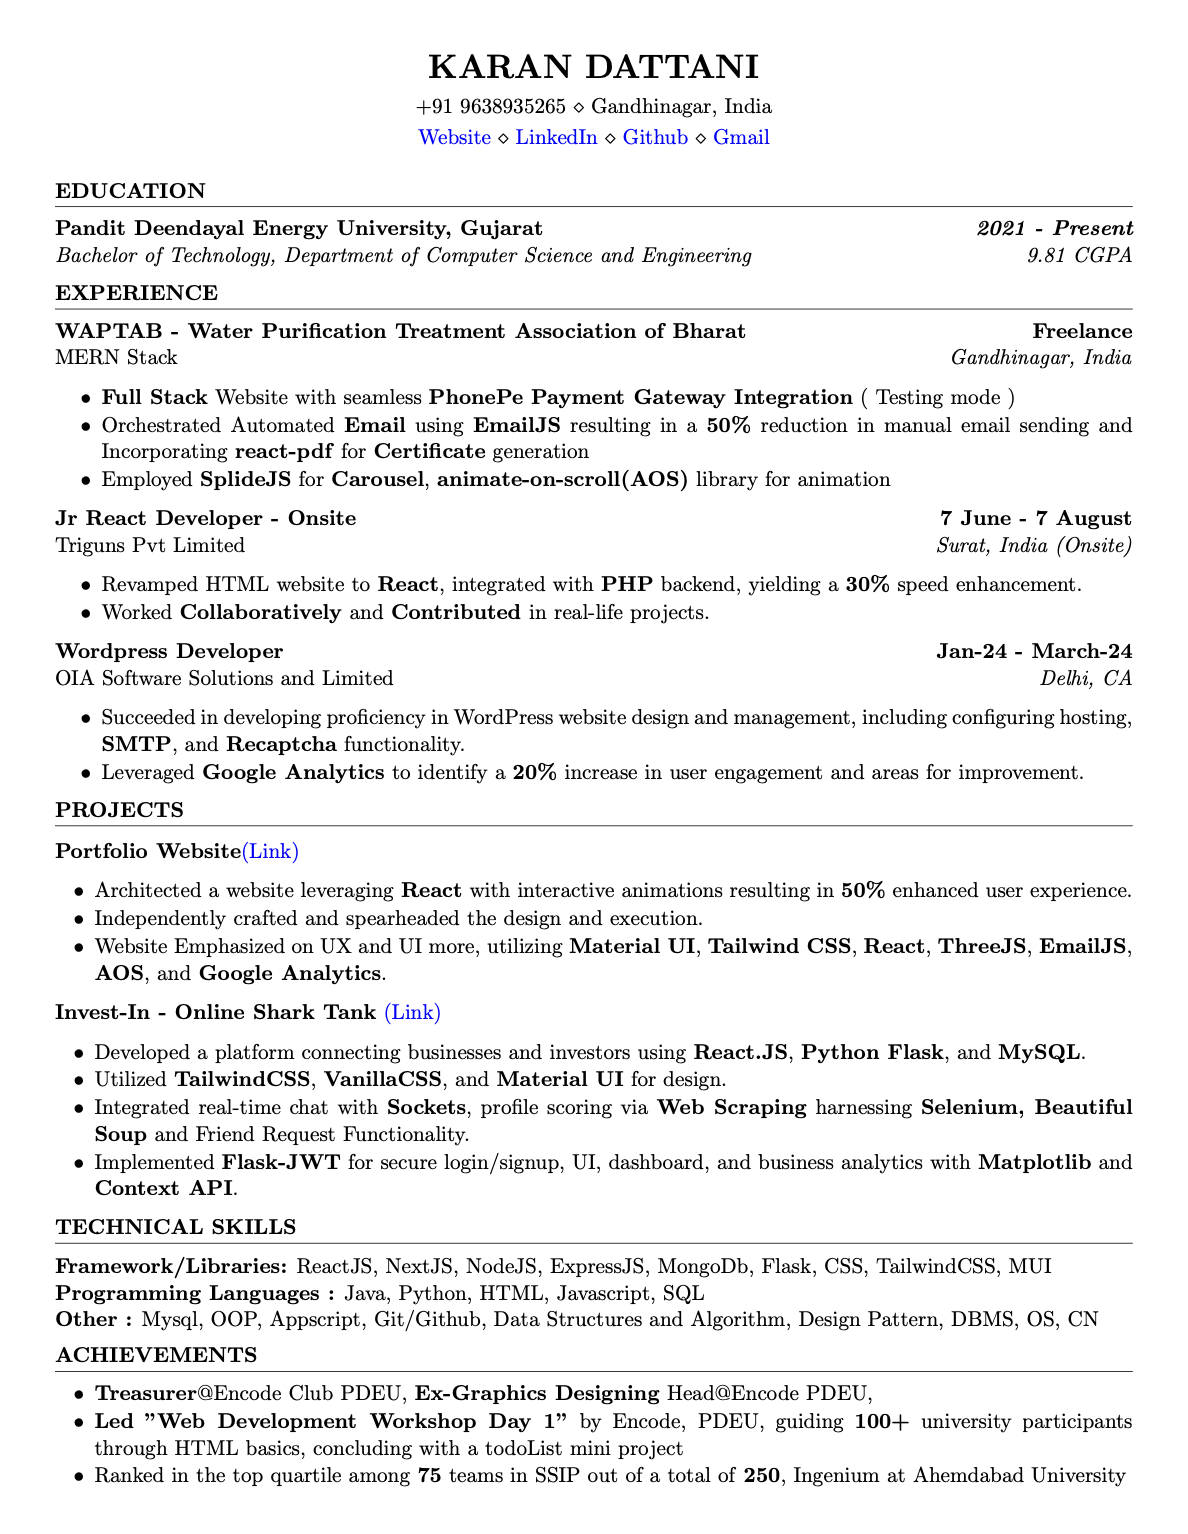 KARAN DATTANI
+91 9638935265 ⋄ Gandhinagar, India
Website ⋄ LinkedIn ⋄ Github ⋄ Gmail
EDUCATION
Pandit Deendayal Energy University, Gujarat 2021 - Present
Bachelor of Technology, Department of Computer Science and Engineering 9.81 CGPA
EXPERIENCE
WAPTAB - Water Purification Treatment Association of Bharat Freelance
MERN Stack Gandhinagar, India
• Full Stack Website with seamless PhonePe Payment Gateway Integration ( Testing mode )
• Orchestrated Automated Email using EmailJS resulting in a 50% reduction in manual email sending and
Incorporating react-pdf for Certificate generation
• Employed SplideJS for Carousel, animate-on-scroll(AOS) library for animation
Jr React Developer - Onsite 7 June - 7 August
Triguns Pvt Limited Surat, India (Onsite)
• Revamped HTML website to React, integrated with PHP backend, yielding a 30% speed enhancement.
• Worked Collaboratively and Contributed in real-life projects.
Wordpress Developer Jan-24 - March-24
OIA Software Solutions and Limited Delhi, CA
• Succeeded in developing proficiency in WordPress website design and management, including configuring hosting,
SMTP, and Recaptcha functionality.
• Leveraged Google Analytics to identify a 20% increase in user engagement and areas for improvement.
PROJECTS
Portfolio Website(Link)
• Architected a website leveraging React with interactive animations resulting in 50% enhanced user experience.
• Independently crafted and spearheaded the design and execution.
• Website Emphasized on UX and UI more, utilizing Material UI, Tailwind CSS, React, ThreeJS, EmailJS,
AOS, and Google Analytics.
Invest-In - Online Shark Tank (Link)
• Developed a platform connecting businesses and investors using React.JS, Python Flask, and MySQL.
• Utilized TailwindCSS, VanillaCSS, and Material UI for design.
• Integrated real-time chat with Sockets, profile scoring via Web Scraping harnessing Selenium, Beautiful
Soup and Friend Request Functionality.
• Implemented Flask-JWT for secure login/signup, UI, dashboard, and business analytics with Matplotlib and
Context API.
TECHNICAL SKILLS
Framework/Libraries: ReactJS, NextJS, NodeJS, ExpressJS, MongoDb, Flask, CSS, TailwindCSS, MUI
Programming Languages : Java, Python, HTML, Javascript, SQL
Other : Mysql, OOP, Appscript, Git/Github, Data Structures and Algorithm, Design Pattern, DBMS, OS, CN
ACHIEVEMENTS
• Treasurer@Encode Club PDEU, Ex-Graphics Designing Head@Encode PDEU,
• Led ”Web Development Workshop Day 1” by Encode, PDEU, guiding 100+ university participants
through HTML basics, concluding with a todoList mini project
• Ranked in the top quartile among 75 teams in SSIP out of a total of 250, Ingenium at Ahemdabad University